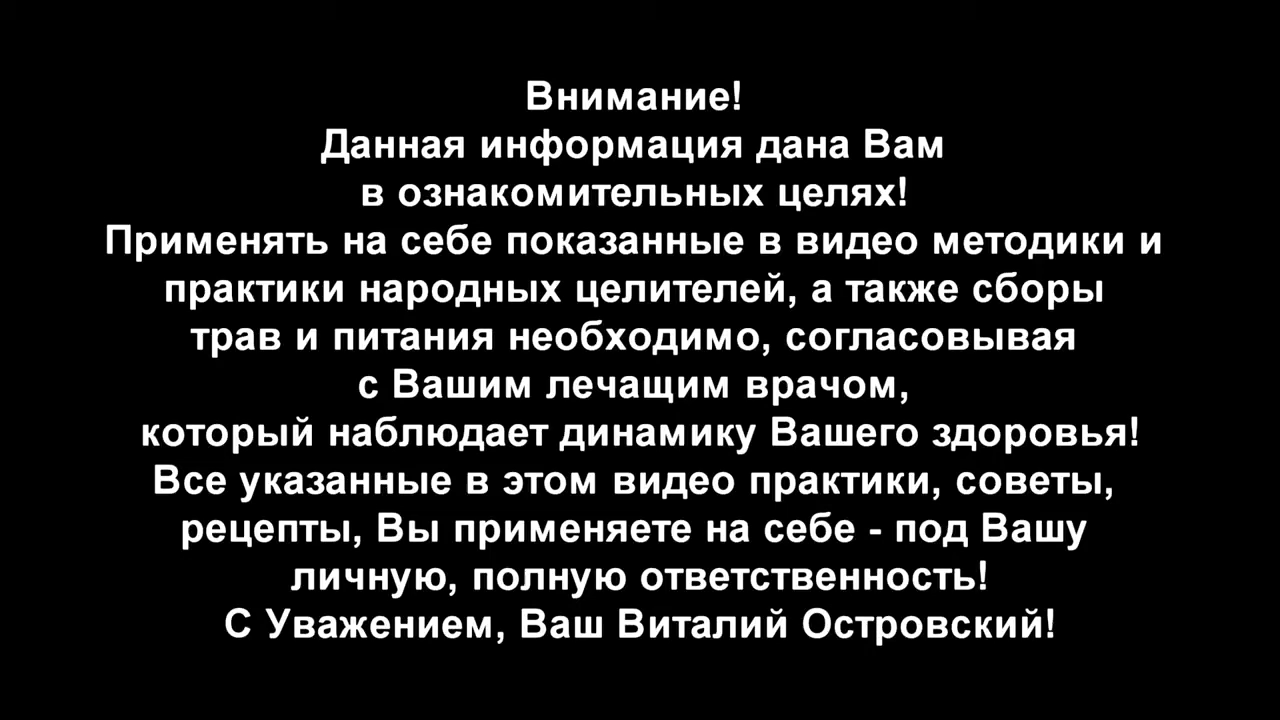 Внимание!
Данная информация дана Вам
в ознакомительных целях!
Применять на себе показанные в видео методики и
практики народных целителей, а также сборы
трав и питания необходимо, согласовывая
с Вашим лечащим врачом,
который наблюдает динамику Вашего здоровья!
Все указанные в этом видео практики, советы,
рецепты, Вы применяете на себе - под Вашу
личную, полную ответственность!
С Уважением, Ваш Виталий Островский!